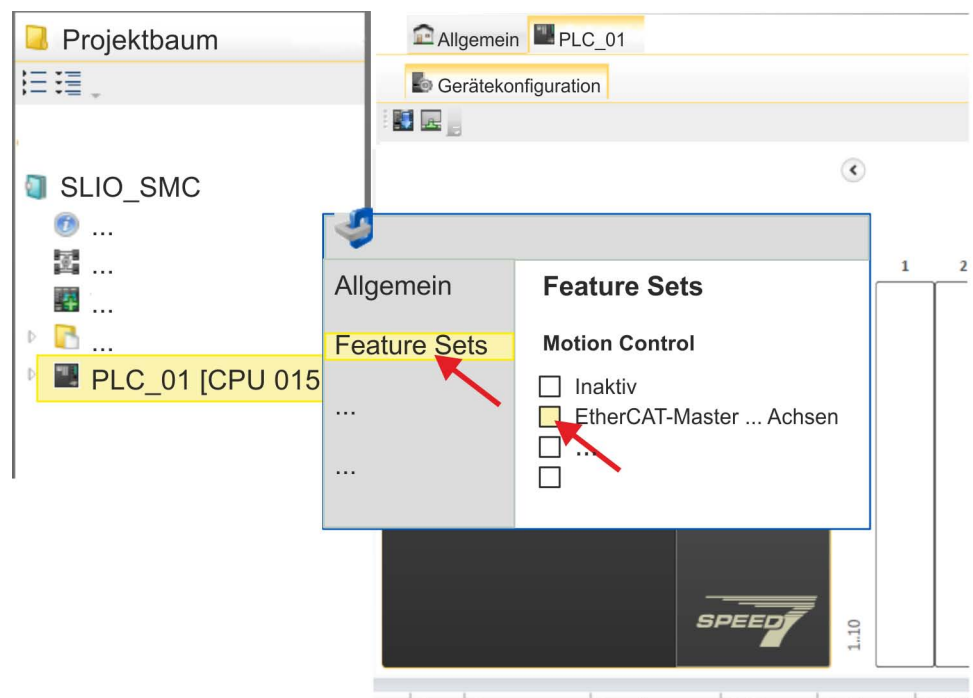 Projektbaum
SLIO_SMC
...
...
...
...
PLC_01 [CPU 015
Allgemein
PLC_01
Gerätekonfiguration
Allgemein
Feature Sets
...
...
Feature Sets
Motion Control
Inaktiv
EtherCAT-Master ... Achsen
...
1
2
SPEED7
1..10